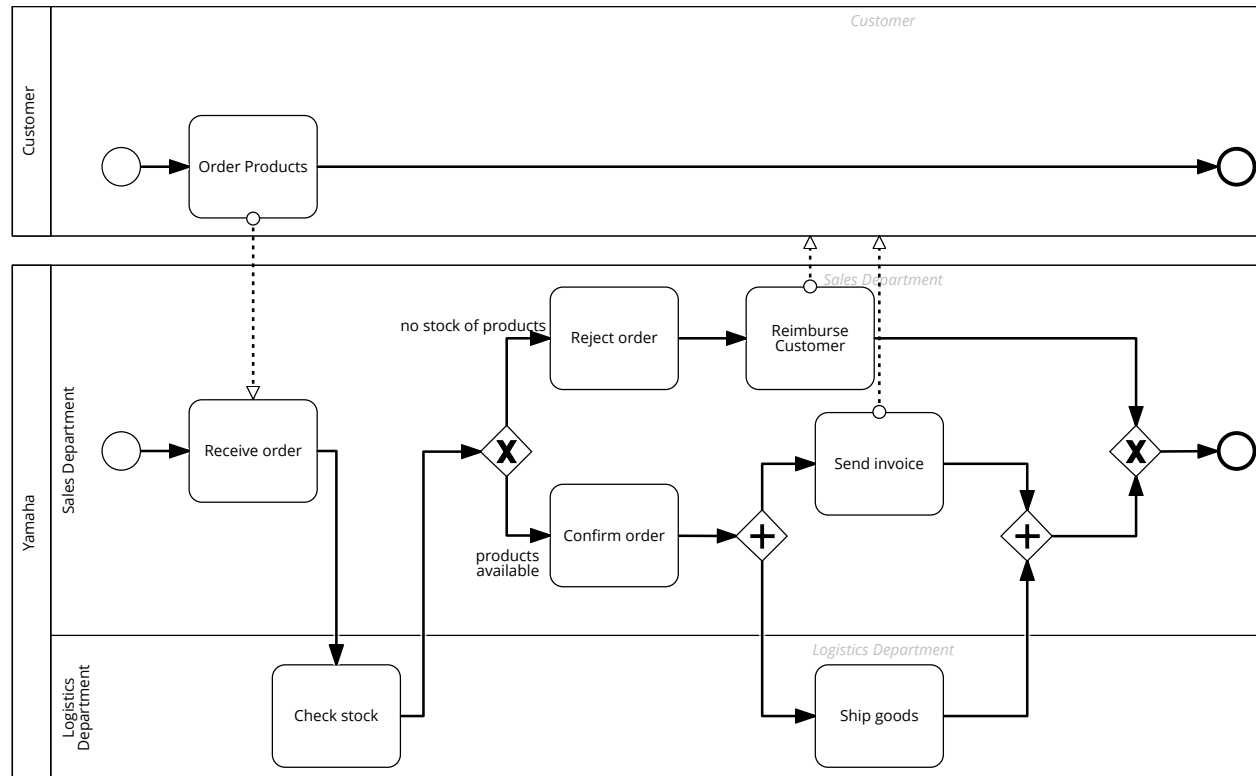 Customer
Customer
Order Products
Yamaha
Sales Department
Sales Department
no stock of products
Reject order
Reimburse
Customer
Receive order
Send invoice
Confirm order
products
available
Logistics
Department
Logistics Department
Check stock
Ship goods